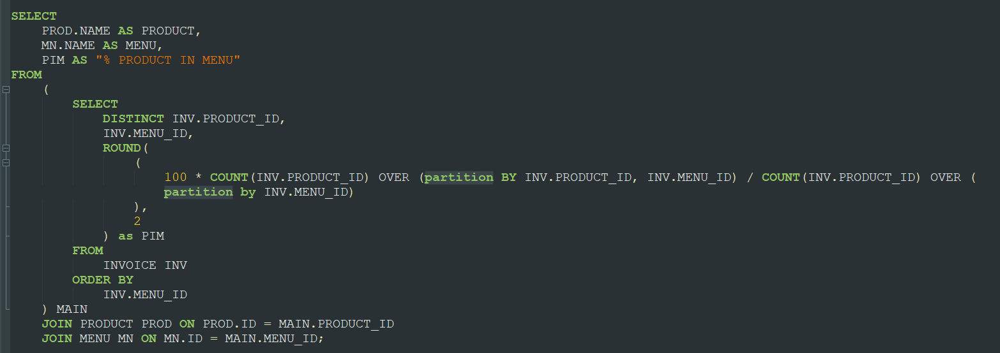 SELECT
PROD.NAME AS PRODUCT,
MN.NAME AS MENU,
PIM AS "% PRODUCT IN MENU"
FROM
(
SELECT
DISTINCT INV.PRODUCT_ID,
INV.MENU_ID,
ROUND(
(
100 * COUNT(INV.PRODUCT_ID) OVER (partition BY INV.PRODUCT_ID, INV.MENU_ID) / COUNT(INV.PRODUCT_ID) OVER (
partition by INV.MENU_ID)
),
2
) as PIM
FROM
INVOICE INV
ORDER BY
INV.MENU_ID
) MAIN
JOIN PRODUCT PROD ON PROD.ID = MAIN.PRODUCT_ID
JOIN MENU MN ON MN.ID = MAIN.MENU_ID;